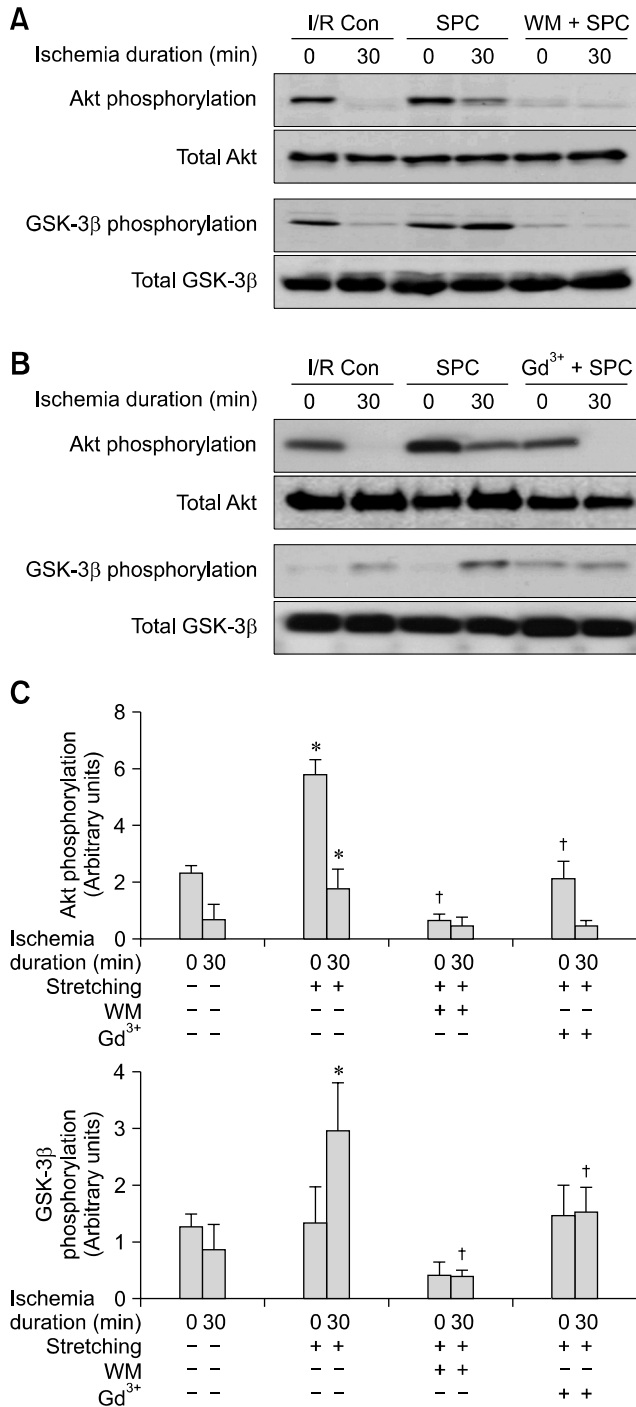 A
I/R Con SPC WM + SPC
Ischemia duration (min) 0 30 0 30 0 30
Akt phosphorylation
Total Akt
GSK-3β phosphorylation
Total GSK-3β
B
I/R Con SPC Gd³⁺ + SPC
Ischemia duration (min) 0 30 0 30 0 30
Akt phosphorylation
Total Akt
GSK-3β phosphorylation
Total GSK-3β
C
Akt phosphorylation
(Arbitrary units)
8
6
4
2
0
* * † †
Ischemia
duration (min) 0 30 0 30 0 30 0 30
Stretching − − + + + + + +
WM − − − − + + − −
Gd³⁺ − − − − − − + +
GSK-3β
phosphorylation
(Arbitrary units)
4
3
2
1
0
* † †
Ischemia
duration (min) 0 30 0 30 0 30 0 30
Stretching − − + + + + + +
WM − − − − + + − −
Gd³⁺ − − − − − − + +